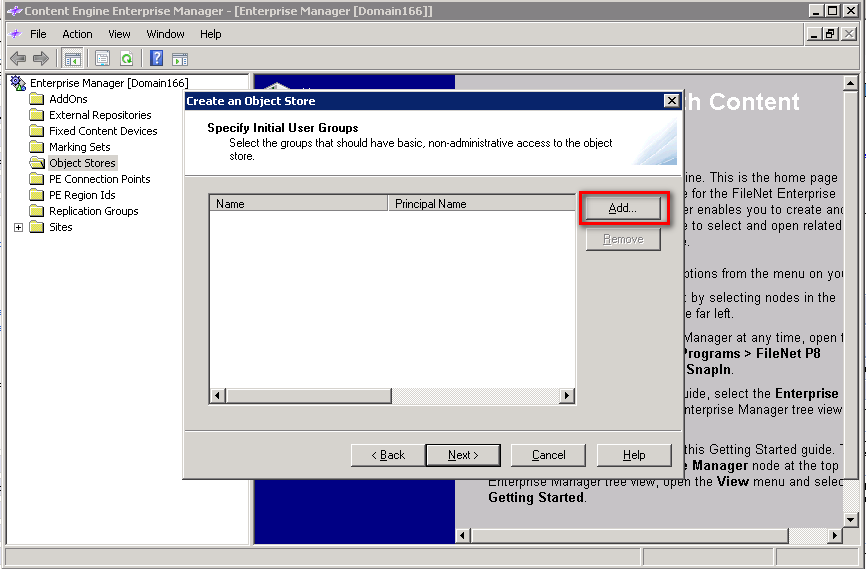 Content Engine Enterprise Manager - [Enterprise Manager [Domain166]]
File Action View Window Help
Enterprise Manager [Domain166]
AddOns
External Repositories
Fixed Content Devices
Marking Sets
Object Stores
PE Connection Points
PE Region Ids
Replication Groups
Sites
Create an Object Store
Specify Initial User Groups
Select the groups that should have basic, non-administrative access to the object
store.
Name Principal Name
Add...
Remove
< Back Next > Cancel Help
h Content
ine. This is the home page
e for the FileNet Enterprise
er enables you to create and
e to select and open related
e.
ptions from the menu on you
t by selecting nodes in the
e far left.
Manager at any time, open t
Programs > FileNet P8
SnapIn.
uide, select the Enterprise
nterprise Manager tree view
this Getting Started guide. T
e Manager node at the top
Enterprise Manager tree view, open the View menu and selec
Getting Started.